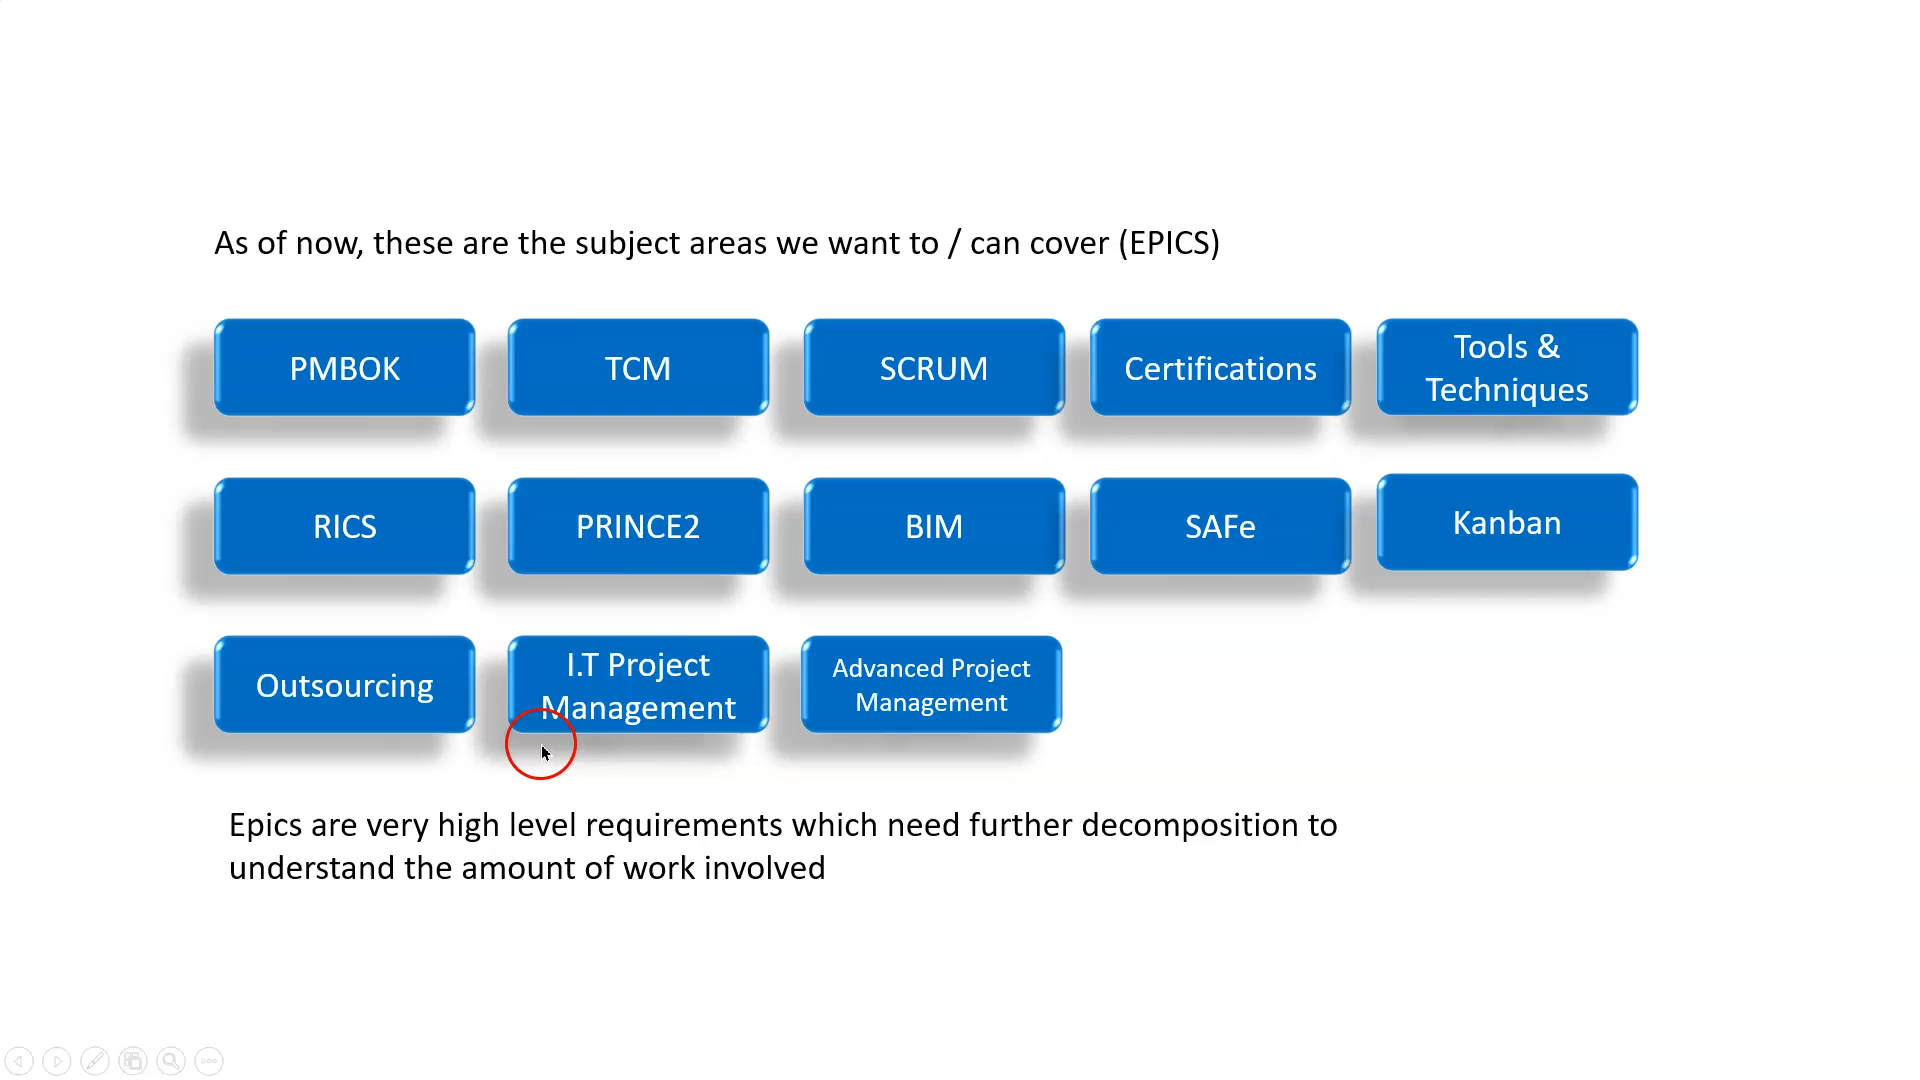 As of now, these are the subject areas we want to / can cover (EPICS)
PMBOK
TCM
SCRUM
Certifications
Tools &
Techniques
RICS
PRINCE2
BIM
SAFe
Kanban
Outsourcing
I.T Project
Management
Advanced Project
Management
Epics are very high level requirements which need further decomposition to
understand the amount of work involved